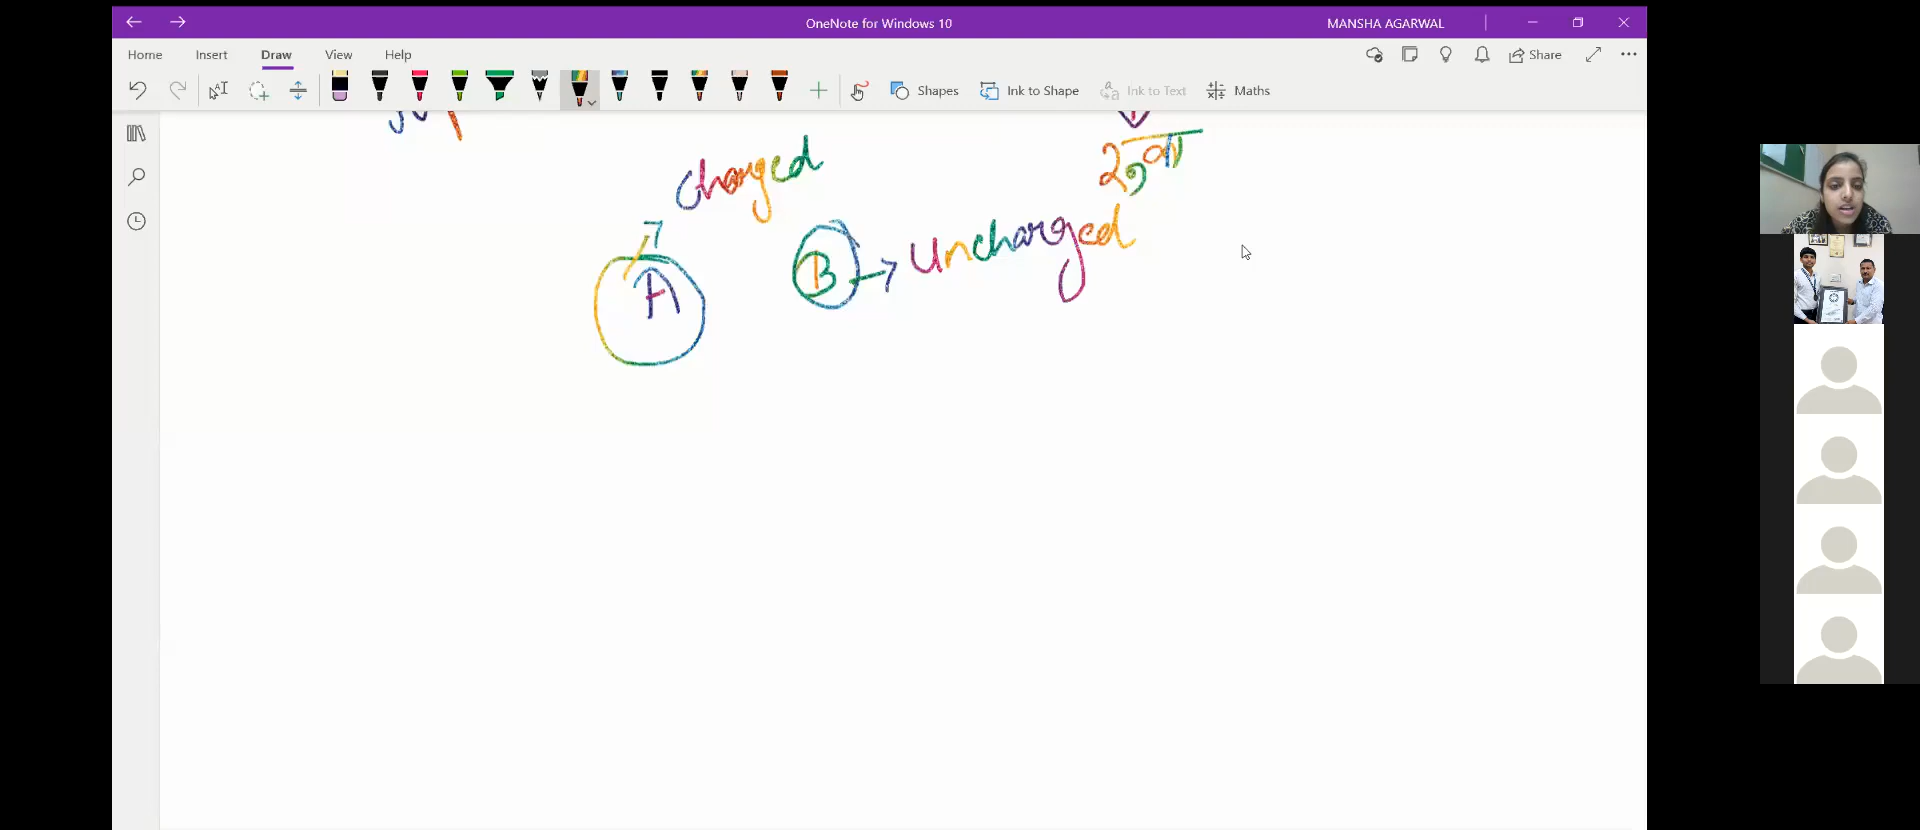 OneNote for Windows 10
MANSHA AGARWAL
Home Insert Draw View Help
Share
Shapes
Ink to Shape
Ink to Text
Maths
charged
A
B
Uncharged